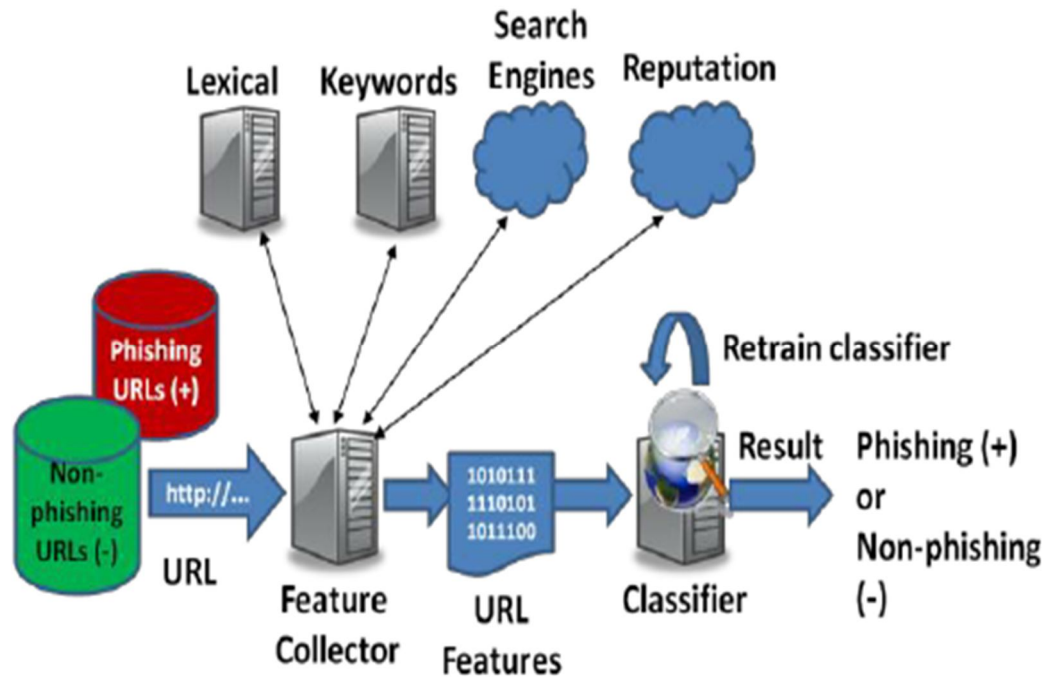 Lexical
Keywords
Search
Engines
Reputation
Phishing
URLs (+)
Non-
phishing
URLs (-)
http://...
URL
Feature
Collector
1010111
1110101
1011100
URL
Features
Retrain classifier
Classifier
Result
Phishing (+)
or
Non-phishing
(-)